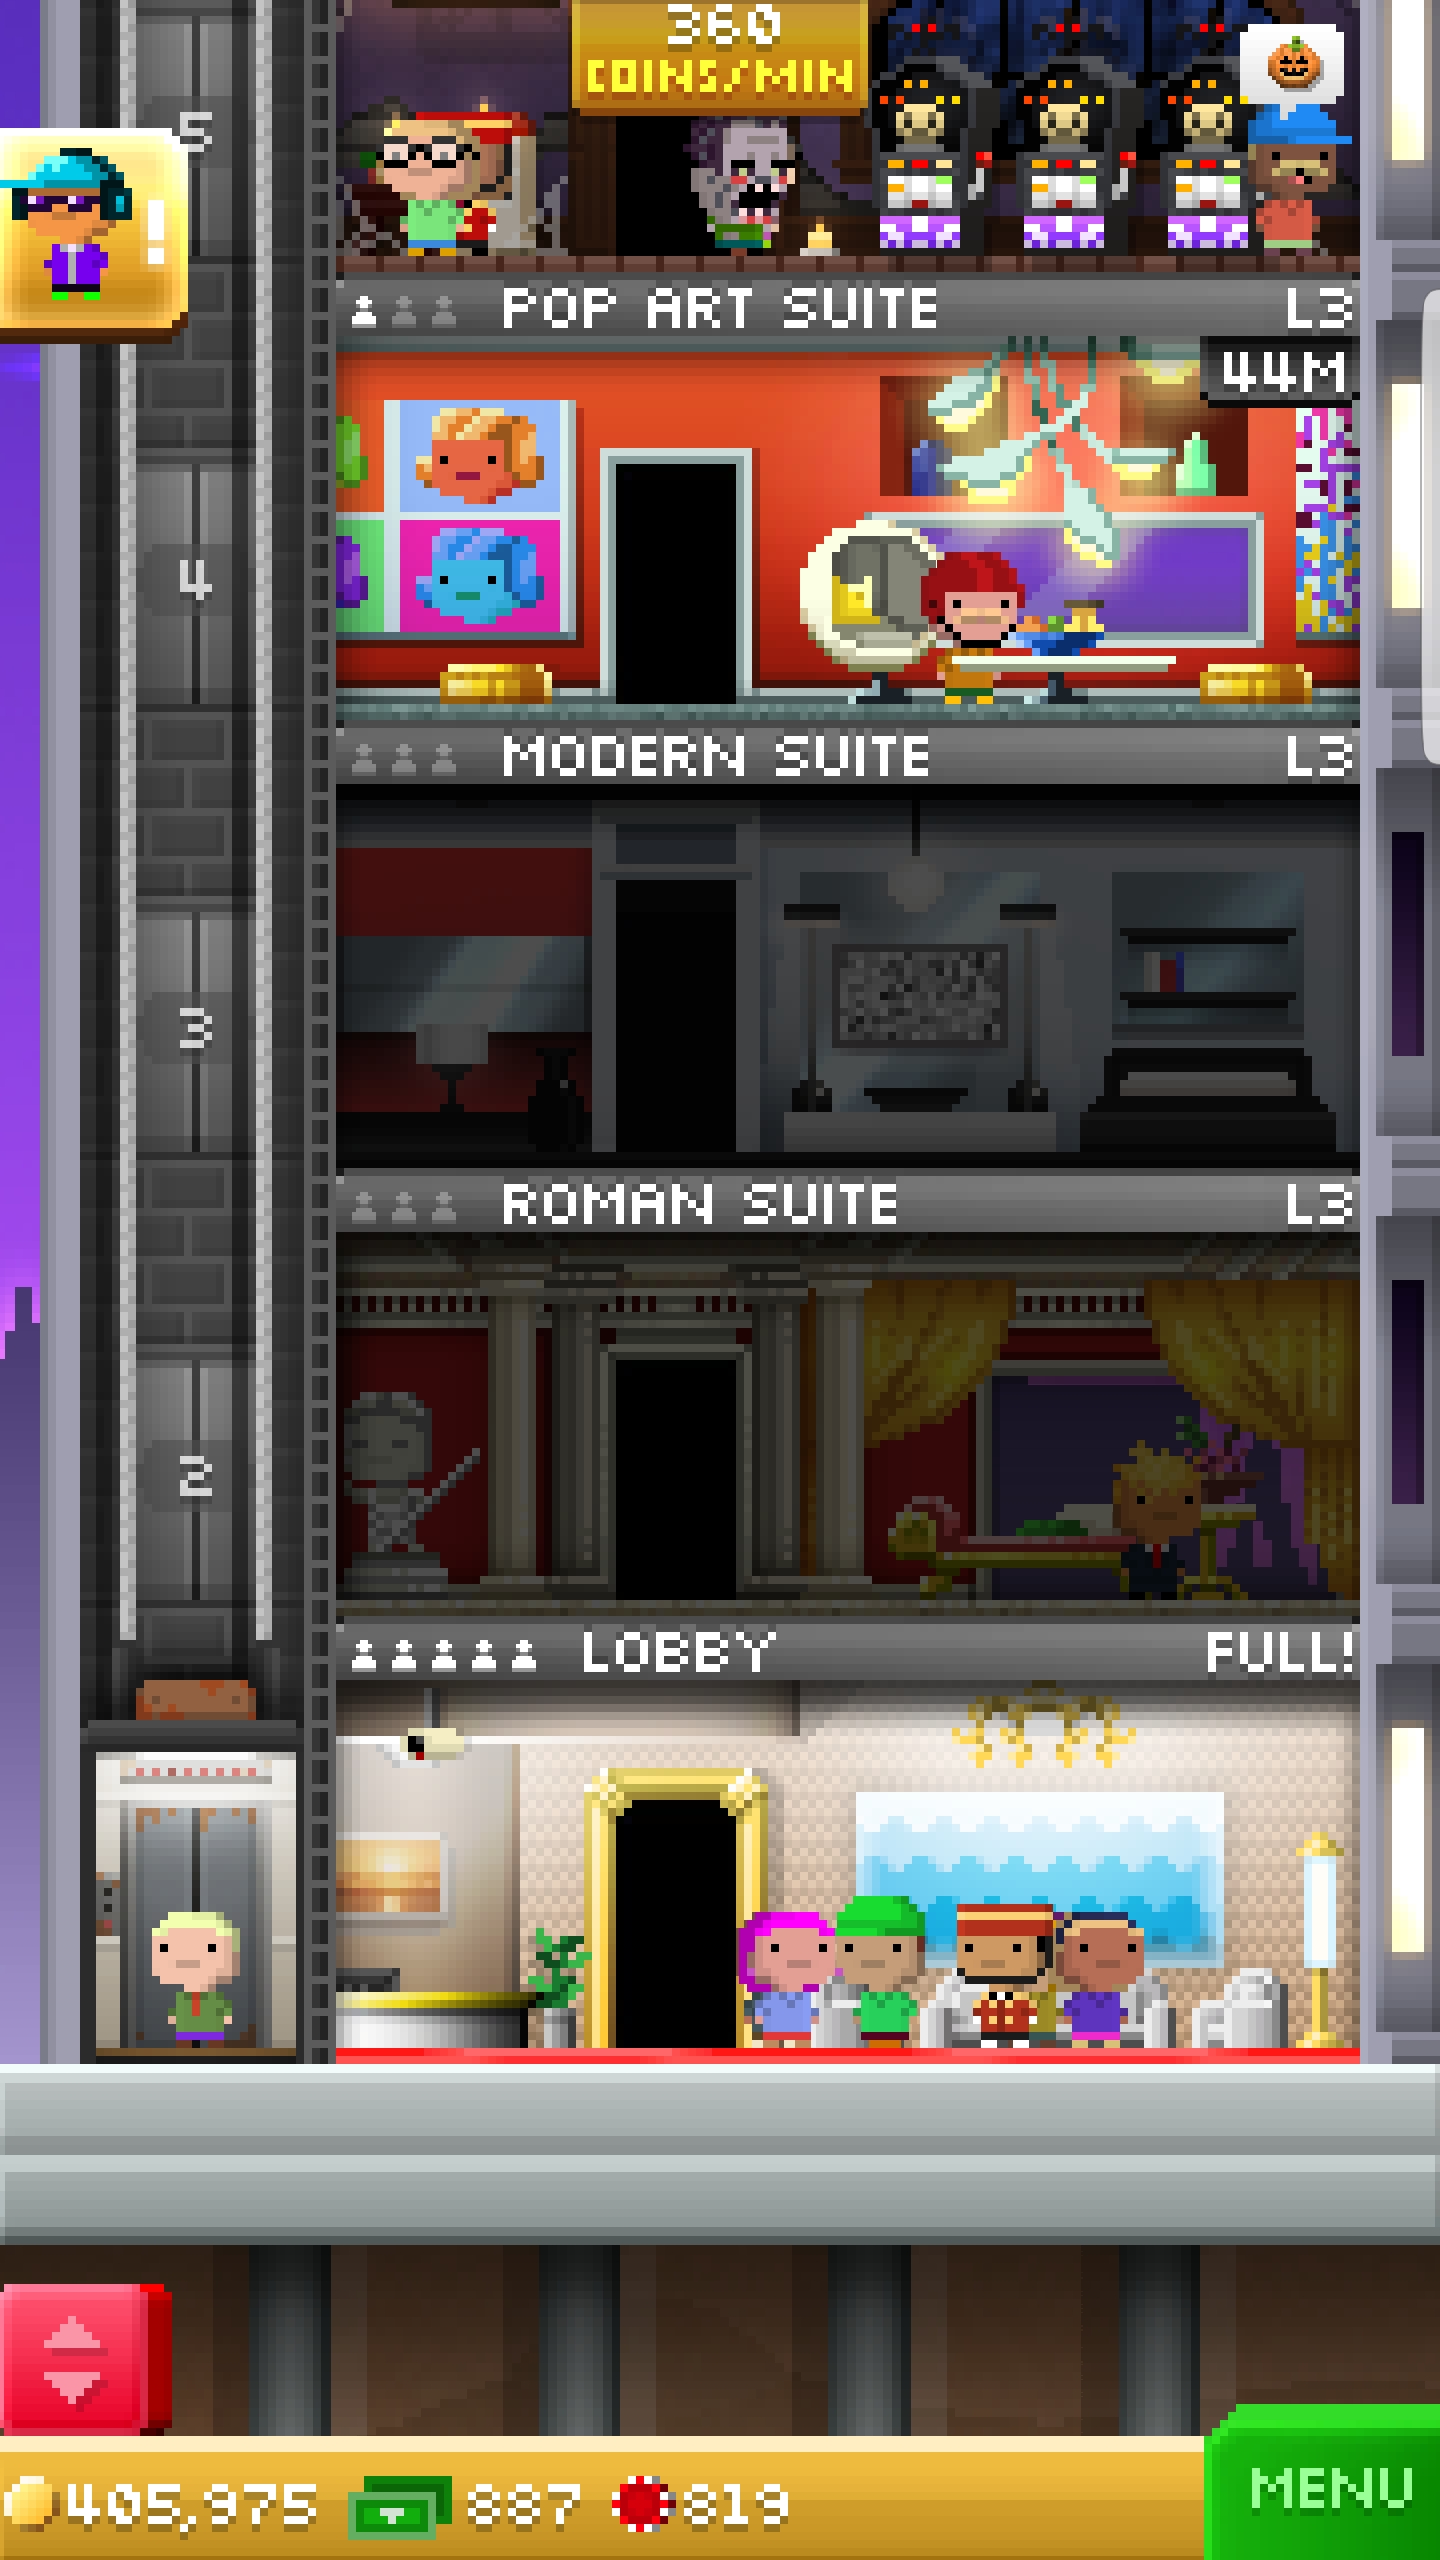 360
COINS/MIN
5
!
POP ART SUITE L3
44M
4
MODERN SUITE L3
3
ROMAN SUITE L3
2
LOBBY FULL!
405,975 887 819
MENU